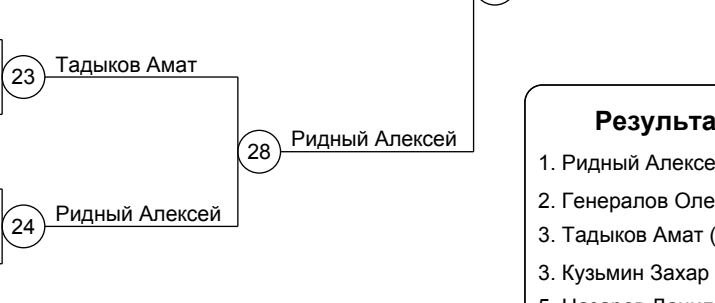 23 Тадыков Амат
28 Ридный Алексей
24 Ридный Алексей
Результа
1. Ридный Алексе
2. Генералов Оле
3. Тадыков Амат (
3. Кузьмин Захар